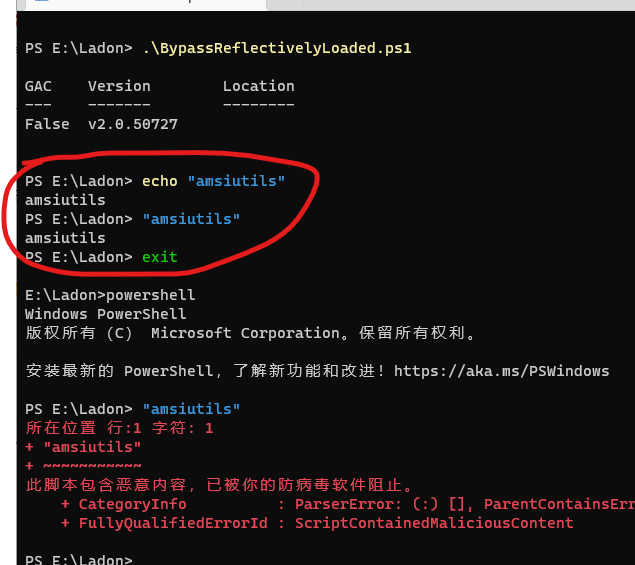 PS E:\Ladon> .\BypassReflectivelyLoaded.ps1
GAC    Version        Location
---    -------        --------
False  v2.0.50727
PS E:\Ladon> echo "amsiutils"
amsiutils
PS E:\Ladon> "amsiutils"
amsiutils
PS E:\Ladon> exit
E:\Ladon>powershell
Windows PowerShell
版权所有 (C)  Microsoft Corporation。保留所有权利。
安装最新的 PowerShell，了解新功能和改进！https://aka.ms/PSWindows
PS E:\Ladon> "amsiutils"
所在位置 行:1 字符: 1
+ "amsiutils"
+ ~~~~~~~~~~~
此脚本包含恶意内容，已被你的防病毒软件阻止。
    + CategoryInfo          : ParserError: (:) [], ParentContainsErr
    + FullyQualifiedErrorId : ScriptContainedMaliciousContent
PS E:\Ladon>